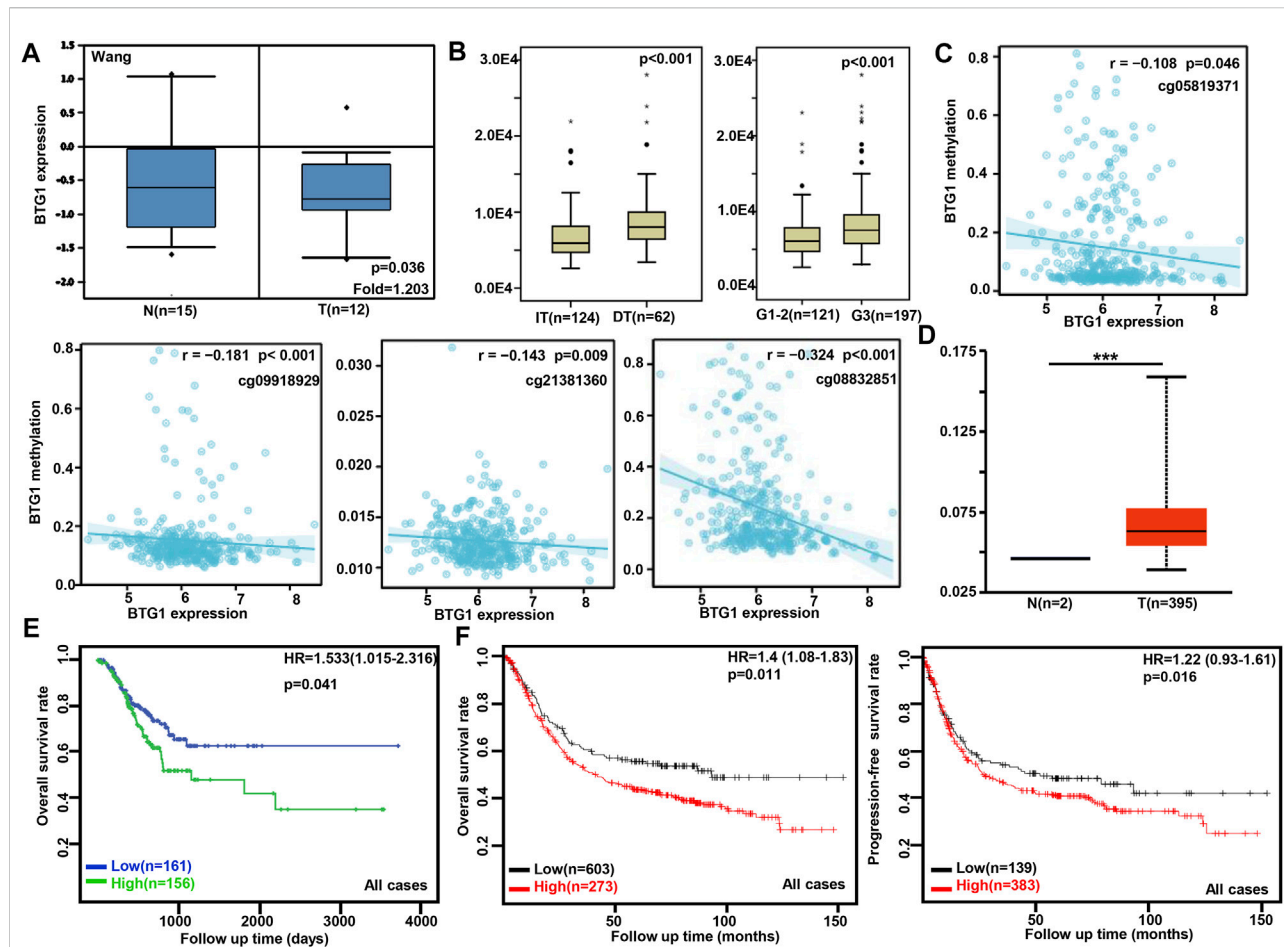 A
Wang
BTG1 expression
1.5
1.0
0.5
0.0
-0.5
-1.0
-1.5
-2.0
p=0.036
Fold=1.203
N(n=15)
T(n=12)
B
3.0E4
2.0E4
1.0E4
0.0E4
p<0.001
IT(n=124)
DT(n=62)
3.0E4
2.0E4
1.0E4
0.0E4
p<0.001
G1-2(n=121)
G3(n=197)
C
BTG1 methylation
0.8
0.6
0.4
0.2
0.0
r = −0.108 p=0.046
cg05819371
5
6
7
8
BTG1 expression
BTG1 methylation
0.8
0.6
0.4
0.2
0.0
r = −0.181 p< 0.001
cg09918929
5
6
7
8
BTG1 expression
0.030
0.025
0.020
0.015
0.010
r = −0.143 p=0.009
cg21381360
5
6
7
8
BTG1 expression
0.8
0.6
0.4
0.2
0.0
r = −0.324 p<0.001
cg08832851
5
6
7
8
BTG1 expression
D
0.175
0.125
0.075
0.025
***
N(n=2)
T(n=395)
E
Overall survival rate
1.0
0.8
0.6
0.4
0.2
HR=1.533(1.015-2.316)
p=0.041
Low(n=161)
High(n=156)
All cases
1000
2000
3000
4000
Follow up time (days)
F
Overall survival rate
1.0
0.8
0.6
0.4
0.2
HR=1.4 (1.08-1.83)
p=0.011
Low(n=603)
High(n=273)
All cases
0
50
100
150
Follow up time (months)
Progression-free survival rate
1.0
0.8
0.6
0.4
0.2
HR=1.22 (0.93-1.61)
p=0.016
Low(n=139)
High(n=383)
All cases
0
50
100
150
Follow up time (months)